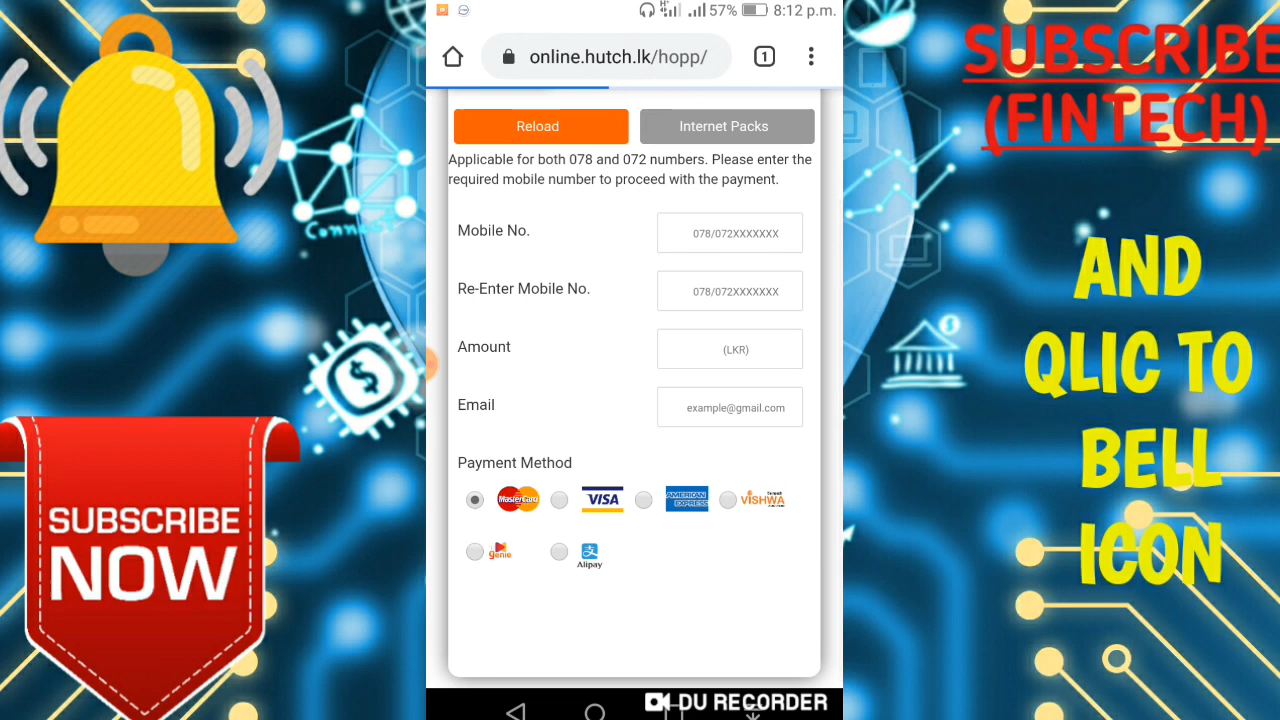 57% 8:12 p.m.
online.hutch.lk/hopp/
1
Reload
Internet Packs
Applicable for both 078 and 072 numbers. Please enter the
required mobile number to proceed with the payment.
Mobile No.
078/072XXXXXXX
Re-Enter Mobile No.
078/072XXXXXXX
Amount
(LKR)
Email
example@gmail.com
Payment Method
MasterCard
VISA
AMERICAN EXPRESS
VISHWA
genie
Alipay
DU RECORDER
Connect
SUBSCRIBE
NOW
SUBSCRIBE
(FINTECH)
AND
QLIC TO
BELL
ICON